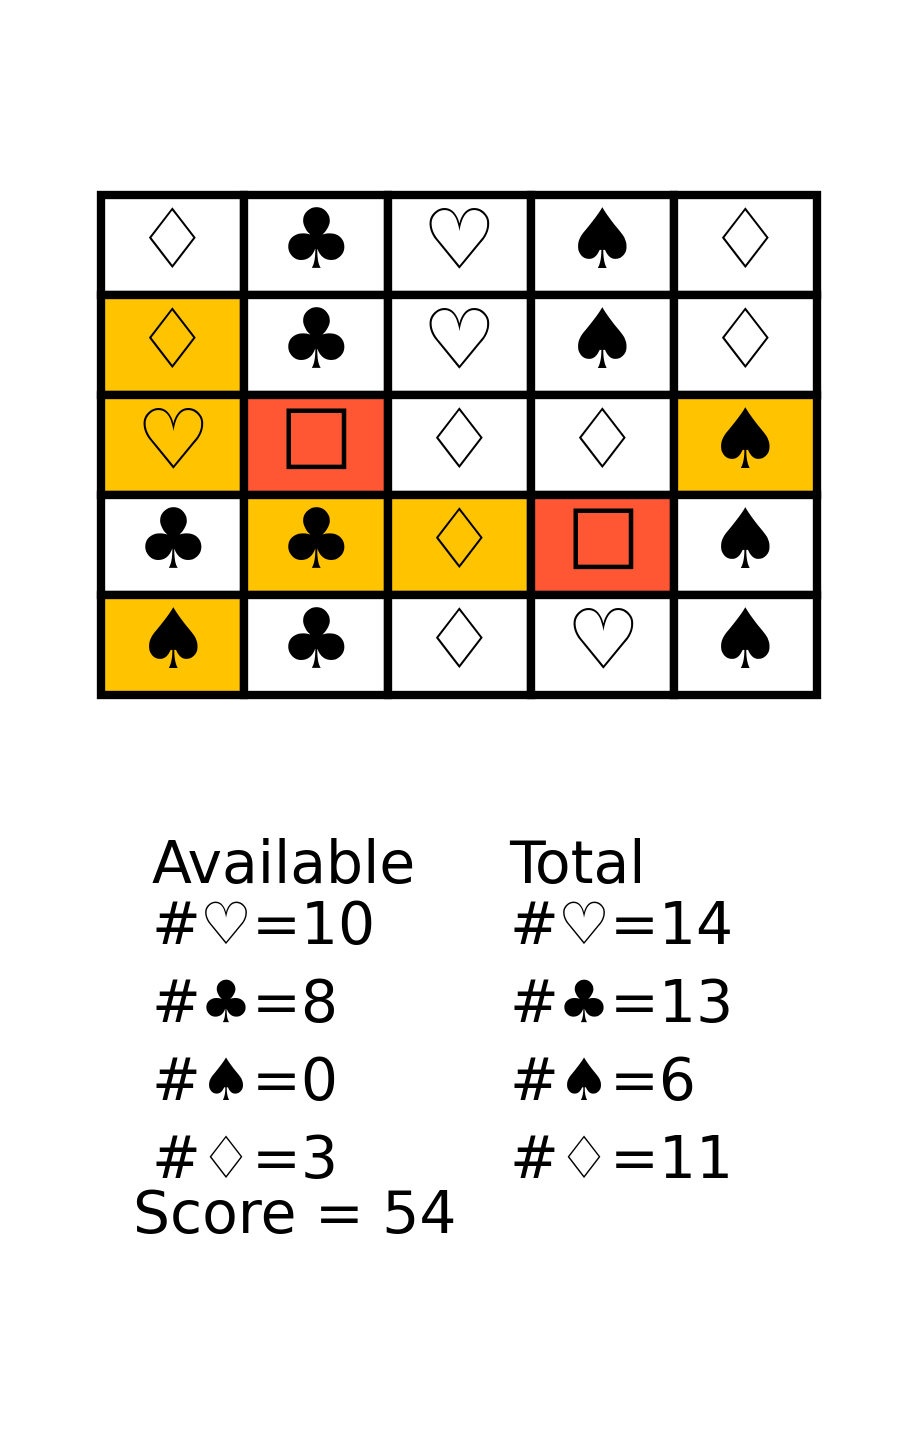 ♢ ♣ ♡ ♠ ♢
♢ ♣ ♡ ♠ ♢
♡ □ ♢ ♢ ♠
♣ ♣ ♢ □ ♠
♠ ♣ ♢ ♡ ♠
Available Total
#♡=10 #♡=14
#♣=8 #♣=13
#♠=0 #♠=6
#♢=3 #♢=11
Score = 54